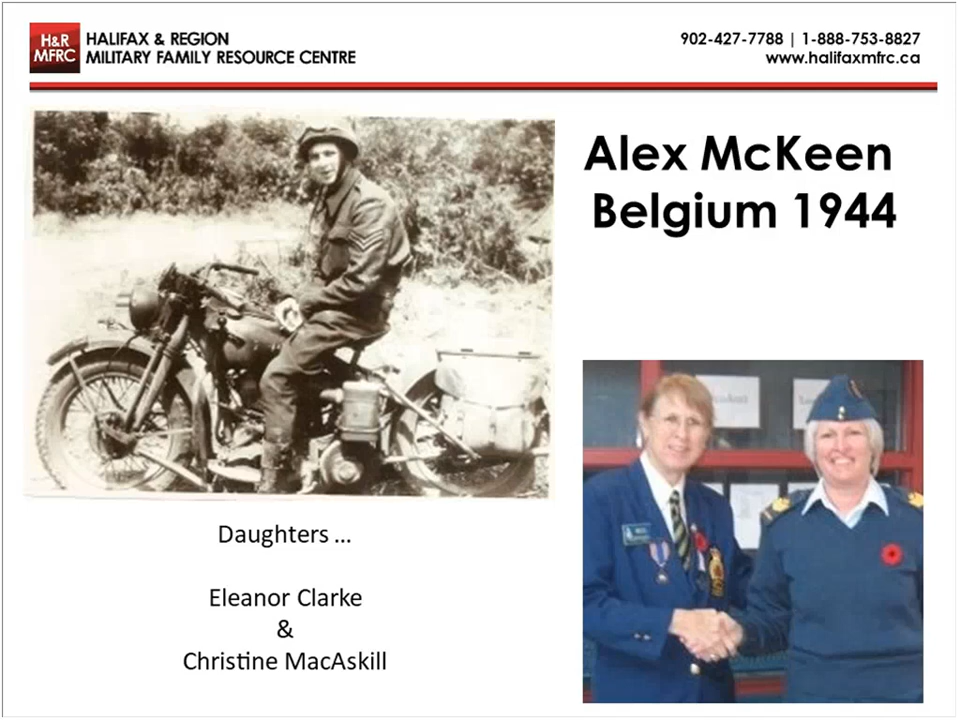 H&R
MFRC
HALIFAX & REGION
MILITARY FAMILY RESOURCE CENTRE
902-427-7788 | 1-888-753-8827
www.halifaxmfrc.ca
Alex McKeen
Belgium 1944
Daughters ...
Eleanor Clarke
&
Christine MacAskill